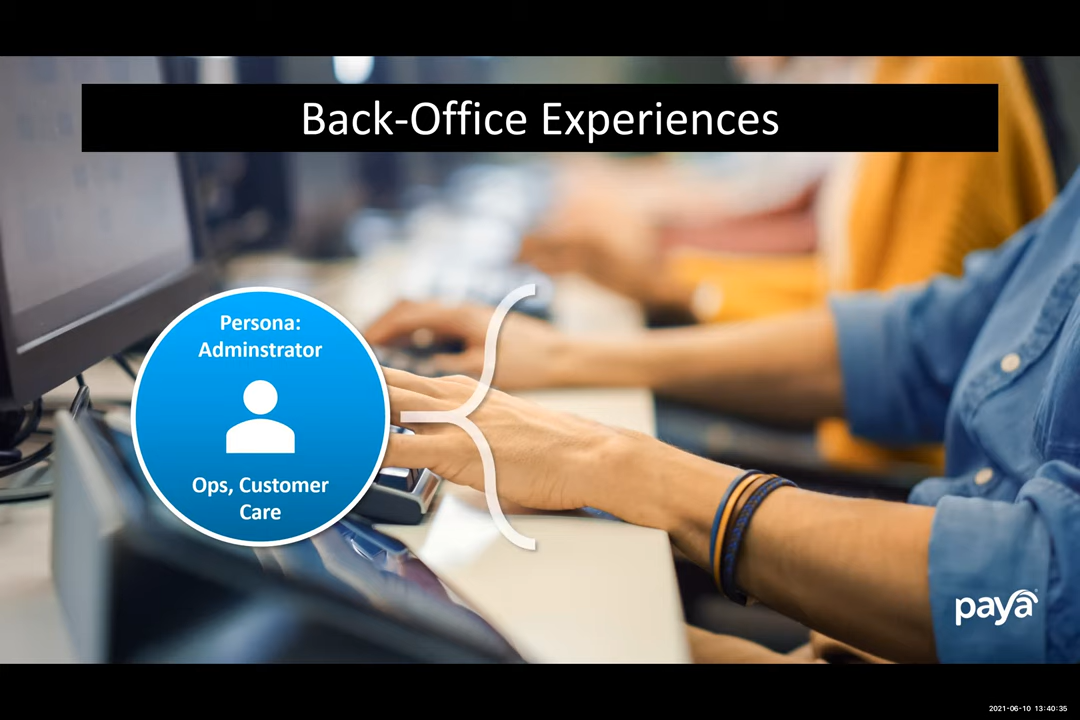 Back-Office Experiences
Persona:
Adminstrator
Ops, Customer
Care
paya
2021-06-10 13:40:35